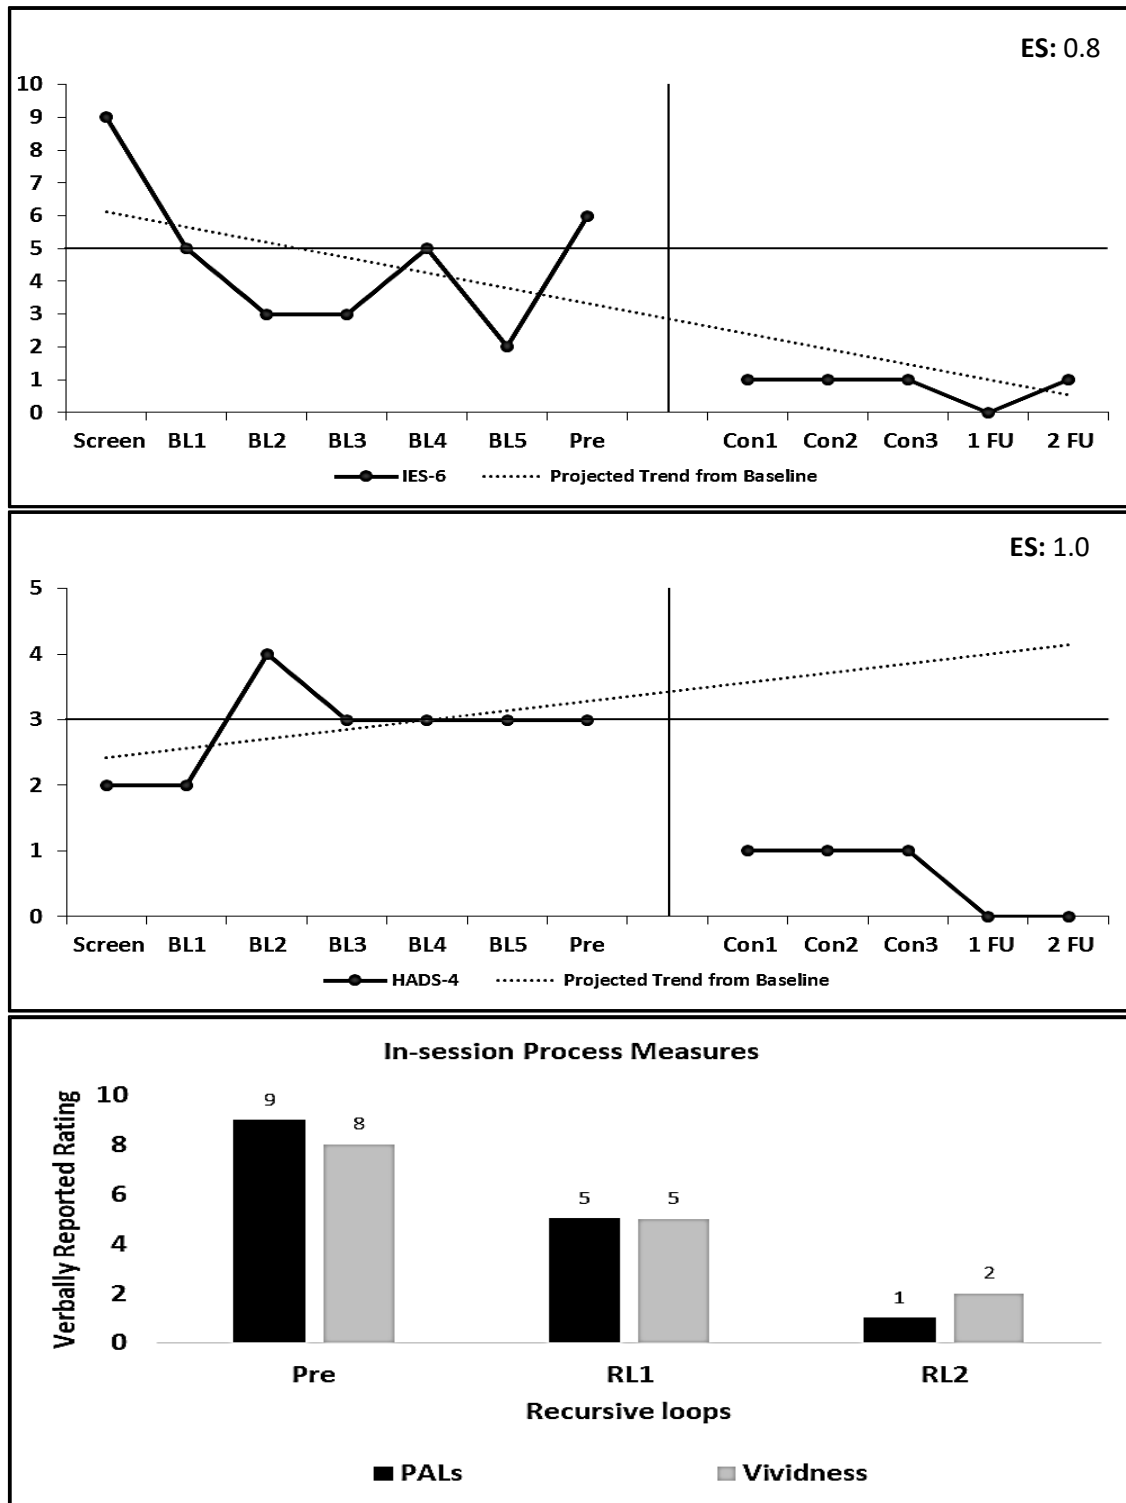 ES: 0.8
10
9
8
7
6
5
4
3
2
1
0
Screen BL1 BL2 BL3 BL4 BL5 Pre Con1 Con2 Con3 1 FU 2 FU
IES-6 Projected Trend from Baseline
ES: 1.0
5
4
3
2
1
0
Screen BL1 BL2 BL3 BL4 BL5 Pre Con1 Con2 Con3 1 FU 2 FU
HADS-4 Projected Trend from Baseline
In-session Process Measures
Verbally Reported Rating
10
8
6
4
2
0
9 8
5 5
1 2
Pre RL1 RL2
Recursive loops
PALs Vividness